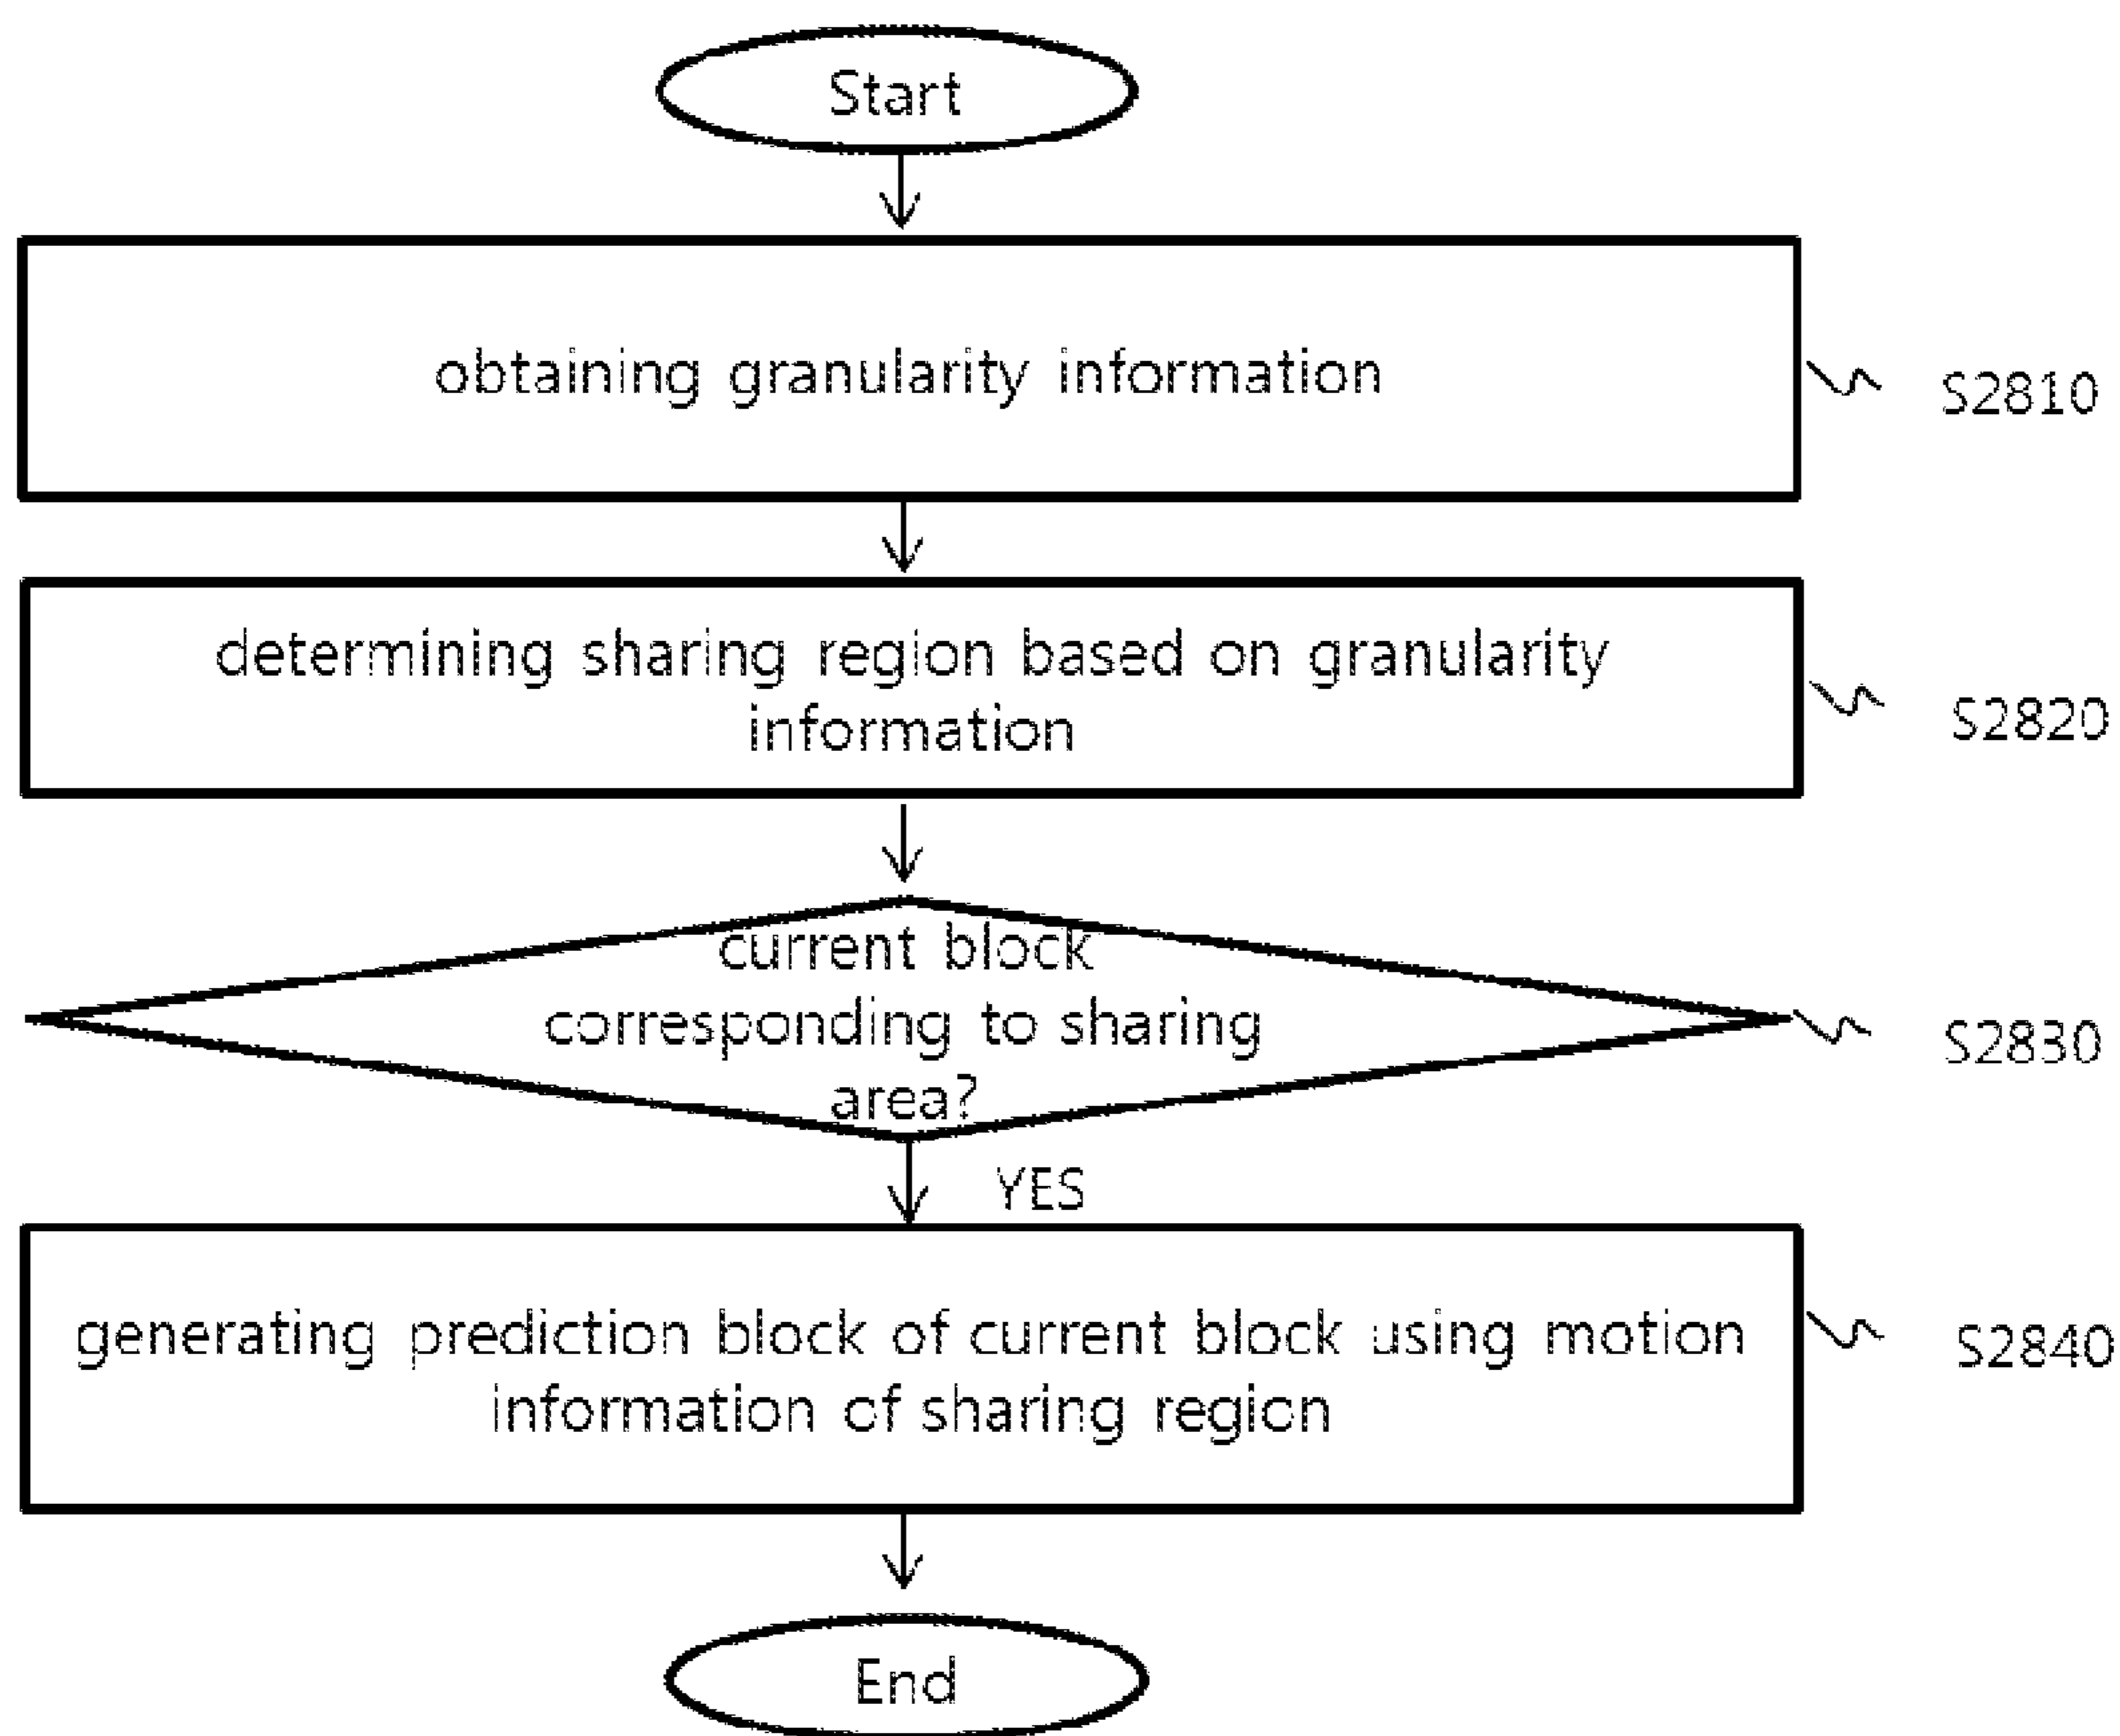 Start
obtaining granularity information
S2810
determining sharing region based on granularity
information
S2820
current block
corresponding to sharing
area?
S2830
YES
generating prediction block of current block using motion
information of sharing region
S2840
End